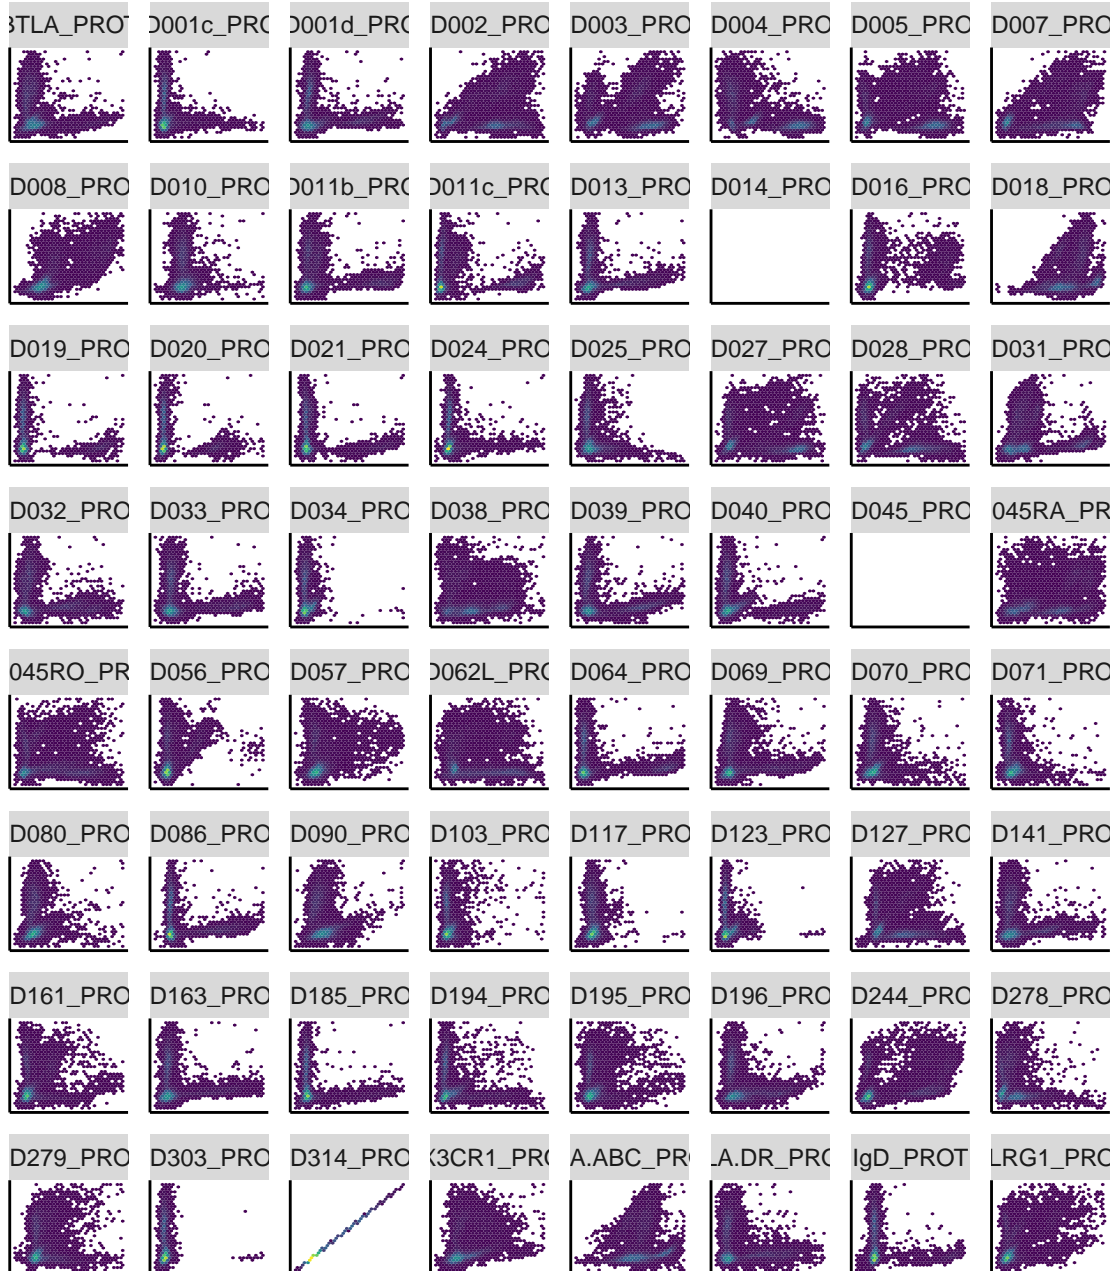 BTLA_PROT D001c_PRO D001d_PRO D002_PRO D003_PRO D004_PRO D005_PRO D007_PRO
D008_PRO D010_PRO D011b_PRO D011c_PRO D013_PRO D014_PRO D016_PRO D018_PRO
D019_PRO D020_PRO D021_PRO D024_PRO D025_PRO D027_PRO D028_PRO D031_PRO
D032_PRO D033_PRO D034_PRO D038_PRO D039_PRO D040_PRO D045_PRO 045RA_PR
045RO_PR D056_PRO D057_PRO D062L_PRO D064_PRO D069_PRO D070_PRO D071_PRO
D080_PRO D086_PRO D090_PRO D103_PRO D117_PRO D123_PRO D127_PRO D141_PRO
D161_PRO D163_PRO D185_PRO D194_PRO D195_PRO D196_PRO D244_PRO D278_PRO
D279_PRO D303_PRO D314_PRO X3CR1_PRO A.ABC_PR LA.DR_PRO IgD_PROT LRG1_PRO